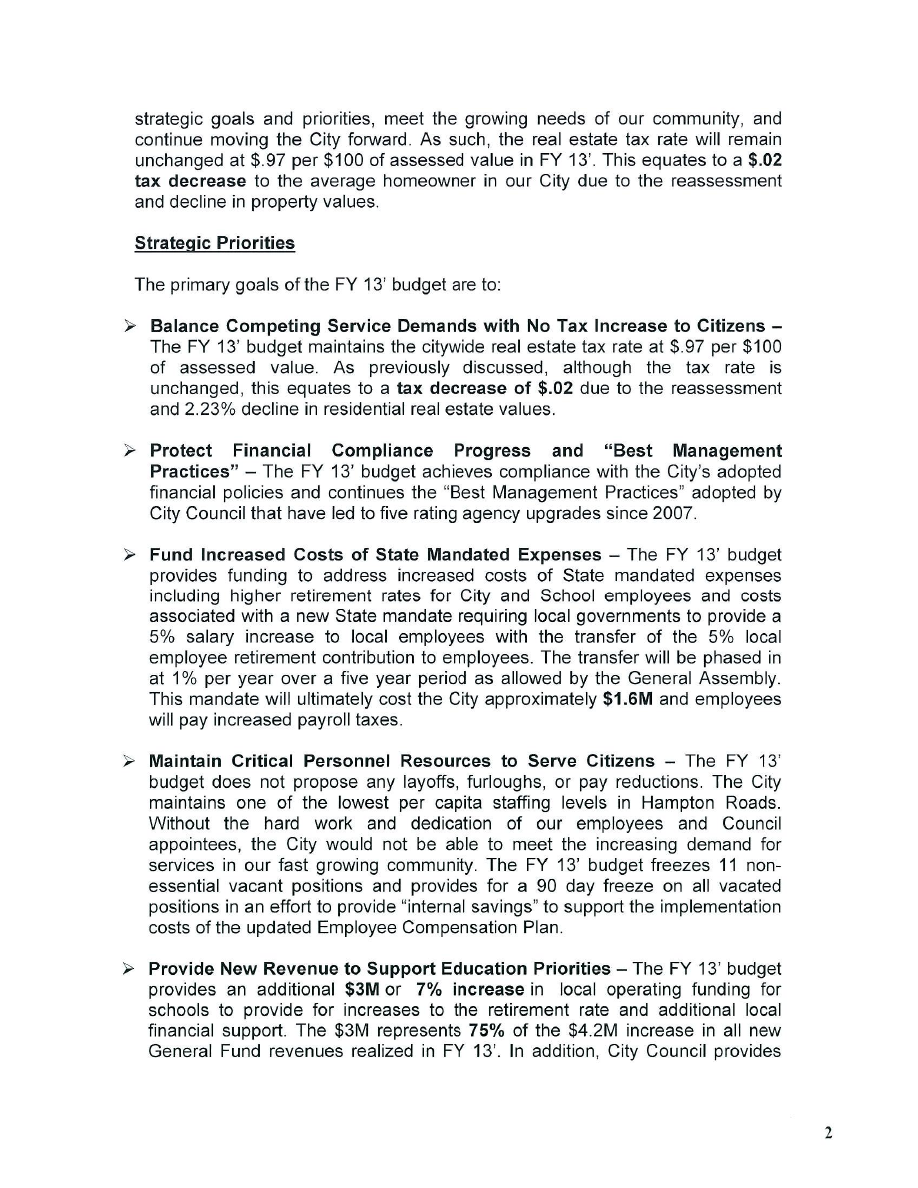 strategic goals and priorities, meet the growing needs of our community, and
continue moving the City forward. As such, the real estate tax rate will remain
unchanged at $.97 per $100 of assessed value in FY 13'. This equates to a $.02
tax decrease to the average homeowner in our City due to the reassessment
and decline in property values.
Strategic Priorities
The primary goals of the FY 13' budget are to:
➢ Balance Competing Service Demands with No Tax Increase to Citizens –
The FY 13' budget maintains the citywide real estate tax rate at $.97 per $100
of assessed value. As previously discussed, although the tax rate is
unchanged, this equates to a tax decrease of $.02 due to the reassessment
and 2.23% decline in residential real estate values.
➢ Protect Financial Compliance Progress and “Best Management
Practices” – The FY 13' budget achieves compliance with the City's adopted
financial policies and continues the “Best Management Practices” adopted by
City Council that have led to five rating agency upgrades since 2007.
➢ Fund Increased Costs of State Mandated Expenses – The FY 13' budget
provides funding to address increased costs of State mandated expenses
including higher retirement rates for City and School employees and costs
associated with a new State mandate requiring local governments to provide a
5% salary increase to local employees with the transfer of the 5% local
employee retirement contribution to employees. The transfer will be phased in
at 1% per year over a five year period as allowed by the General Assembly.
This mandate will ultimately cost the City approximately $1.6M and employees
will pay increased payroll taxes.
➢ Maintain Critical Personnel Resources to Serve Citizens – The FY 13'
budget does not propose any layoffs, furloughs, or pay reductions. The City
maintains one of the lowest per capita staffing levels in Hampton Roads.
Without the hard work and dedication of our employees and Council
appointees, the City would not be able to meet the increasing demand for
services in our fast growing community. The FY 13' budget freezes 11 non-
essential vacant positions and provides for a 90 day freeze on all vacated
positions in an effort to provide “internal savings” to support the implementation
costs of the updated Employee Compensation Plan.
➢ Provide New Revenue to Support Education Priorities – The FY 13' budget
provides an additional $3M or 7% increase in local operating funding for
schools to provide for increases to the retirement rate and additional local
financial support. The $3M represents 75% of the $4.2M increase in all new
General Fund revenues realized in FY 13'. In addition, City Council provides
2